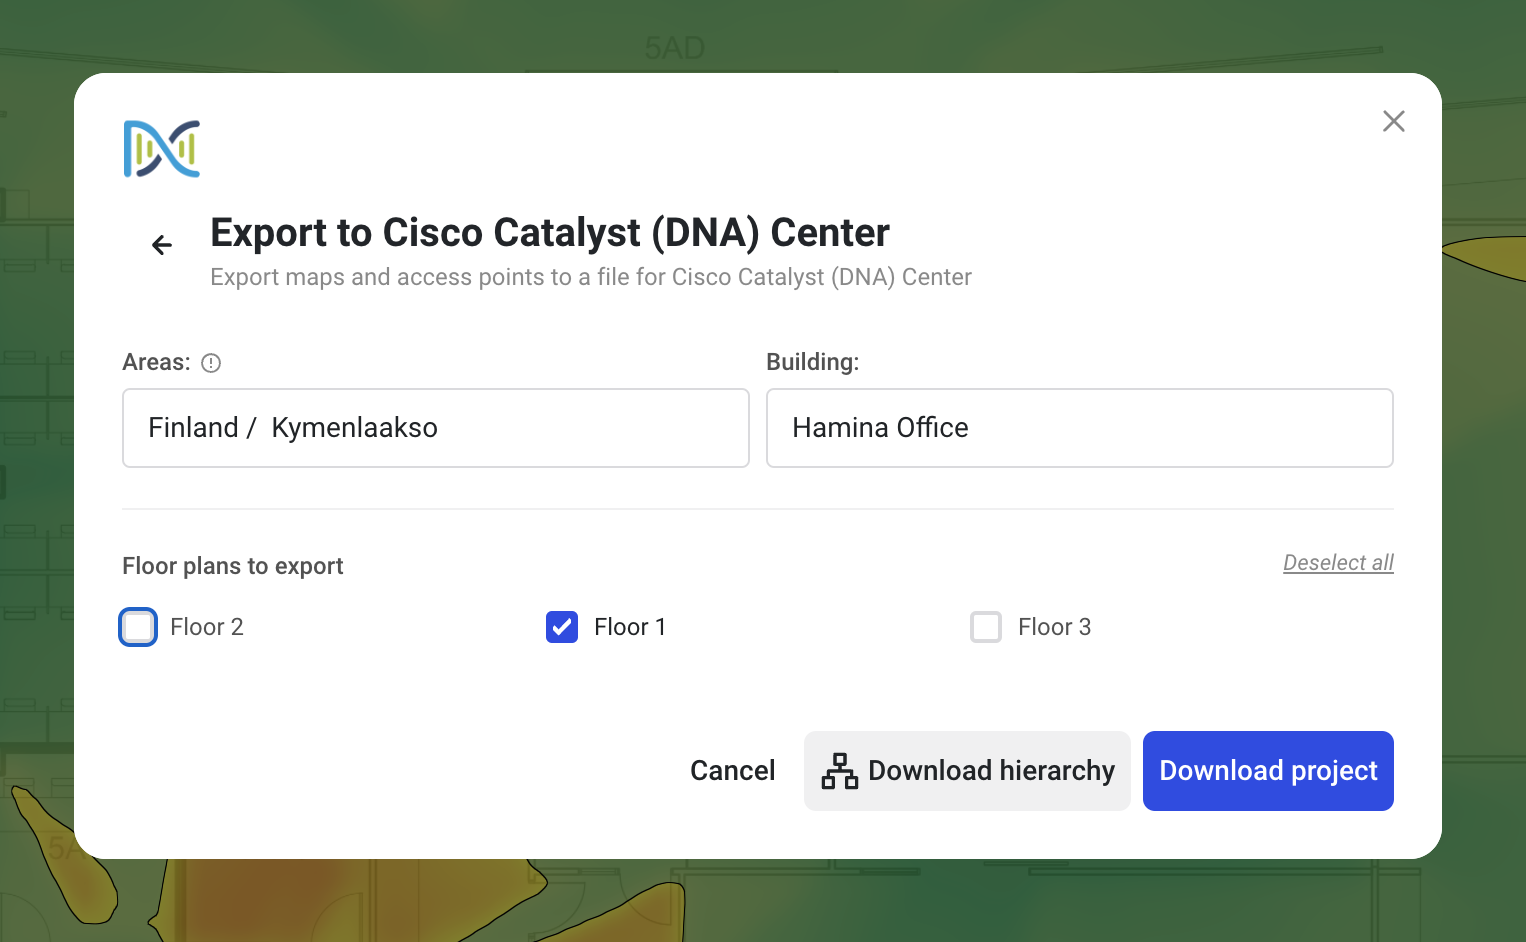 5AD
Export to Cisco Catalyst (DNA) Center
Export maps and access points to a file for Cisco Catalyst (DNA) Center
Areas:
Building:
Finland /  Kymenlaakso
Hamina Office
Floor plans to export
Deselect all
Floor 2
Floor 1
Floor 3
Cancel
Download hierarchy
Download project